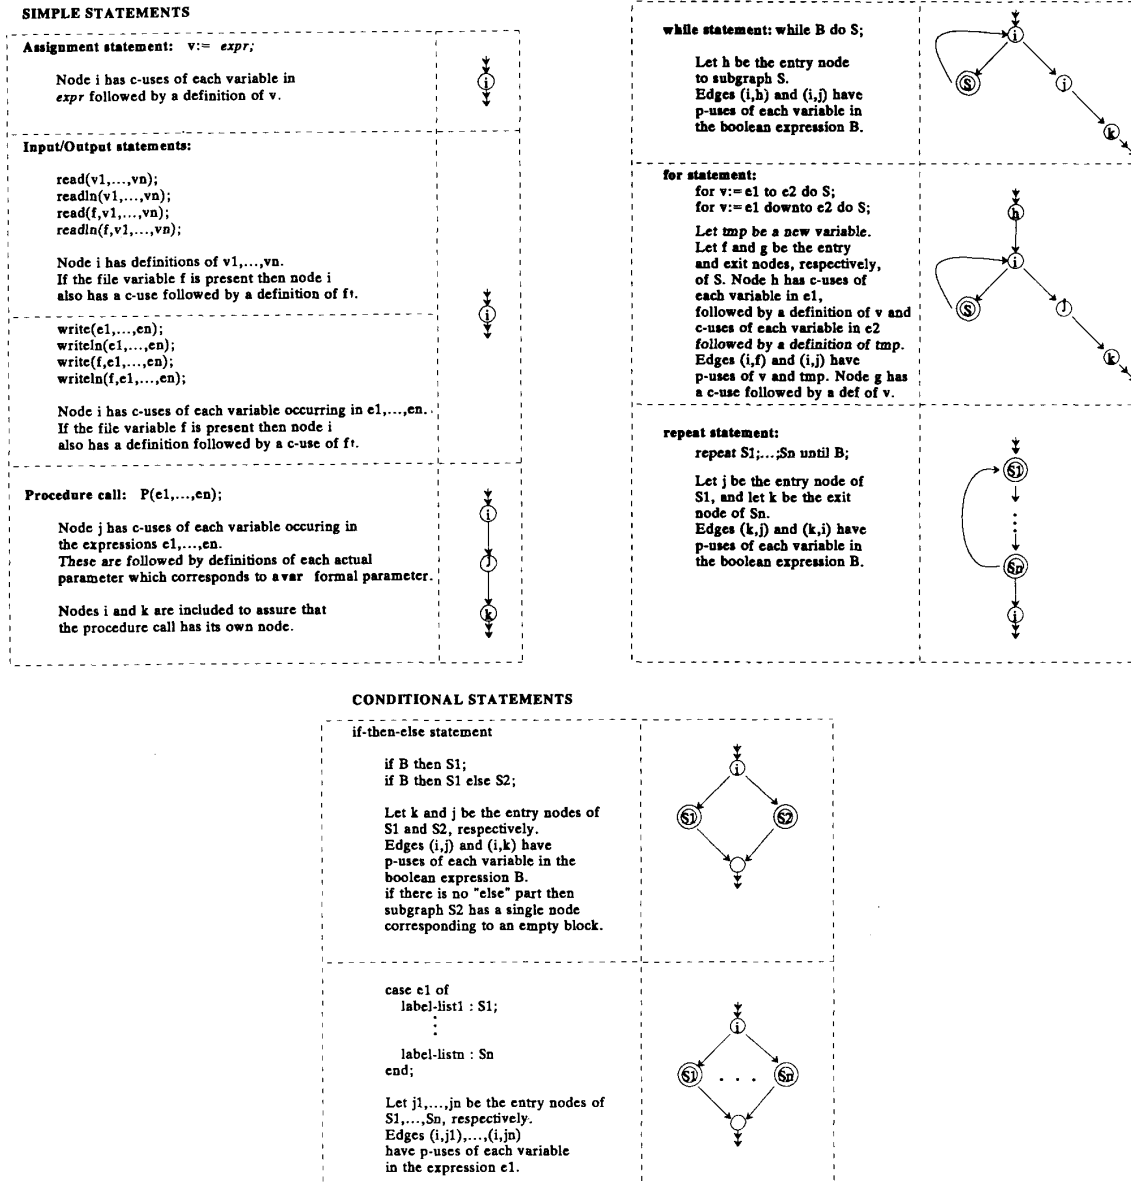 SIMPLE STATEMENTS
Assignment statement: v:= expr;
Node i has c-uses of each variable in
expr followed by a definition of v.
i
Input/Output statements:
read(v1,...,vn);
readln(v1,...,vn);
read(f,v1,...,vn);
readln(f,v1,...,vn);
Node i has definitions of v1,...,vn.
If the file variable f is present then node i
also has a c-use followed by a definition of f↑.
i
write(e1,...,en);
writeln(e1,...,en);
write(f,e1,...,en);
writeln(f,e1,...,en);
Node i has c-uses of each variable occurring in e1,...,en.
If the file variable f is present then node i
also has a definition followed by a c-use of f↑.
Procedure call: P(e1,...,en);
Node j has c-uses of each variable occuring in
the expressions e1,...,en.
These are followed by definitions of each actual
parameter which corresponds to a var formal parameter.
Nodes i and k are included to assure that
the procedure call has its own node.
i
j
k
while statement: while B do S;
Let h be the entry node
to subgraph S.
Edges (i,h) and (i,j) have
p-uses of each variable in
the boolean expression B.
i
S
j
k
for statement:
for v:=e1 to e2 do S;
for v:=e1 downto e2 do S;
Let tmp be a new variable.
Let f and g be the entry
and exit nodes, respectively,
of S. Node h has c-uses of
each variable in e1,
followed by a definition of v and
c-uses of each variable in e2
followed by a definition of tmp.
Edges (i,f) and (i,j) have
p-uses of v and tmp. Node g has
a c-use followed by a def of v.
h
i
S
j
k
repeat statement:
repeat S1;...;Sn until B;
Let j be the entry node of
S1, and let k be the exit
node of Sn.
Edges (k,j) and (k,i) have
p-uses of each variable in
the boolean expression B.
S1
Sn
i
CONDITIONAL STATEMENTS
if-then-else statement
if B then S1;
if B then S1 else S2;
Let k and j be the entry nodes of
S1 and S2, respectively.
Edges (i,j) and (i,k) have
p-uses of each variable in the
boolean expression B.
if there is no "else" part then
subgraph S2 has a single node
corresponding to an empty block.
i
S1 S2
case e1 of
label-list1 : S1;
label-listn : Sn
end;
Let j1,...,jn be the entry nodes of
S1,...,Sn, respectively.
Edges (i,j1),...,(i,jn)
have p-uses of each variable
in the expression e1.
i
S1 . . . Sn